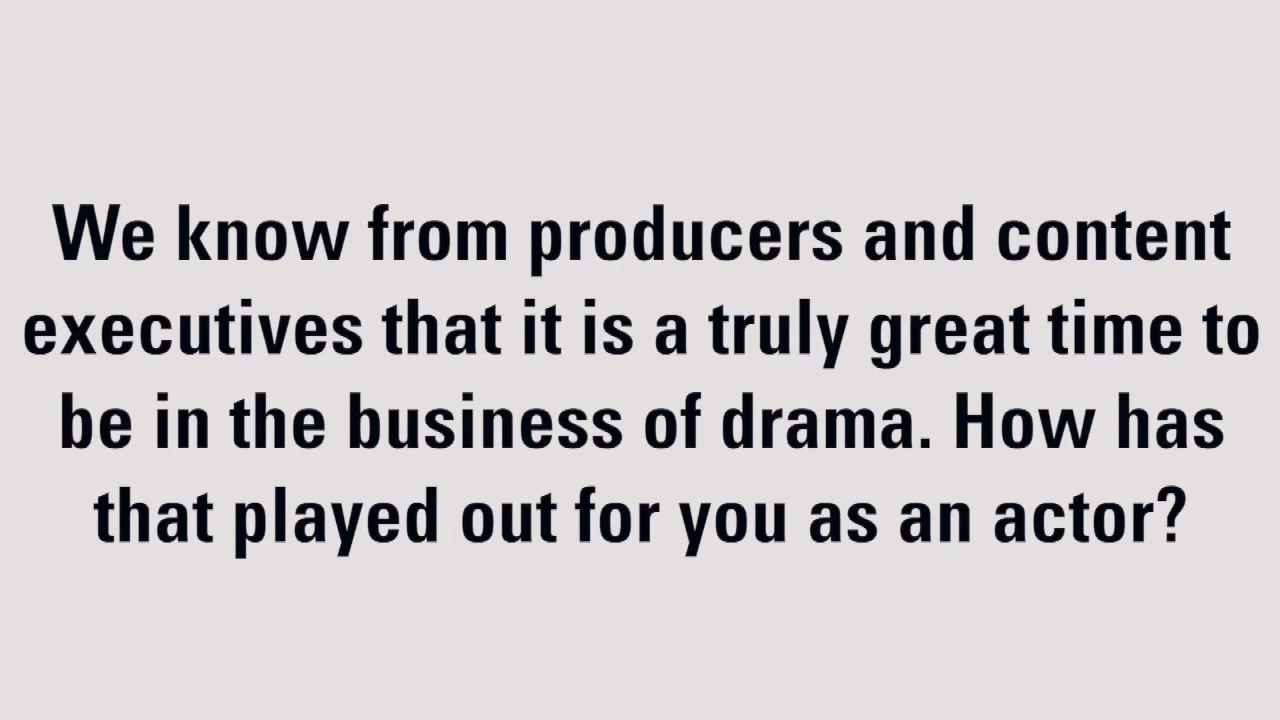 We know from producers and content
executives that it is a truly great time to
be in the business of drama. How has
that played out for you as an actor?